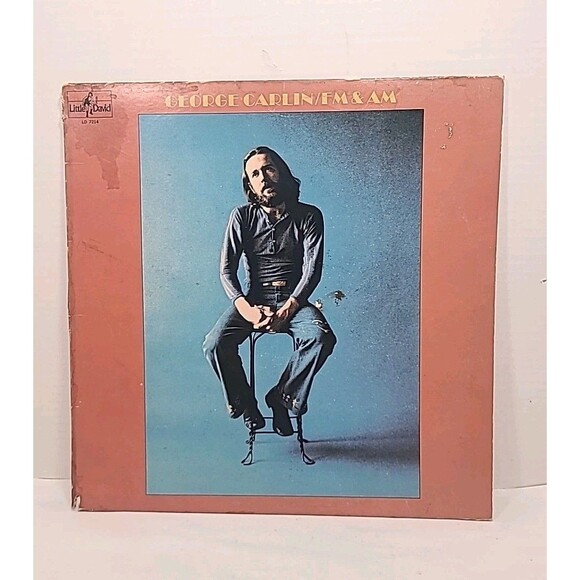 Little David
LD 7214
GEORGE CARLIN/FM & AM